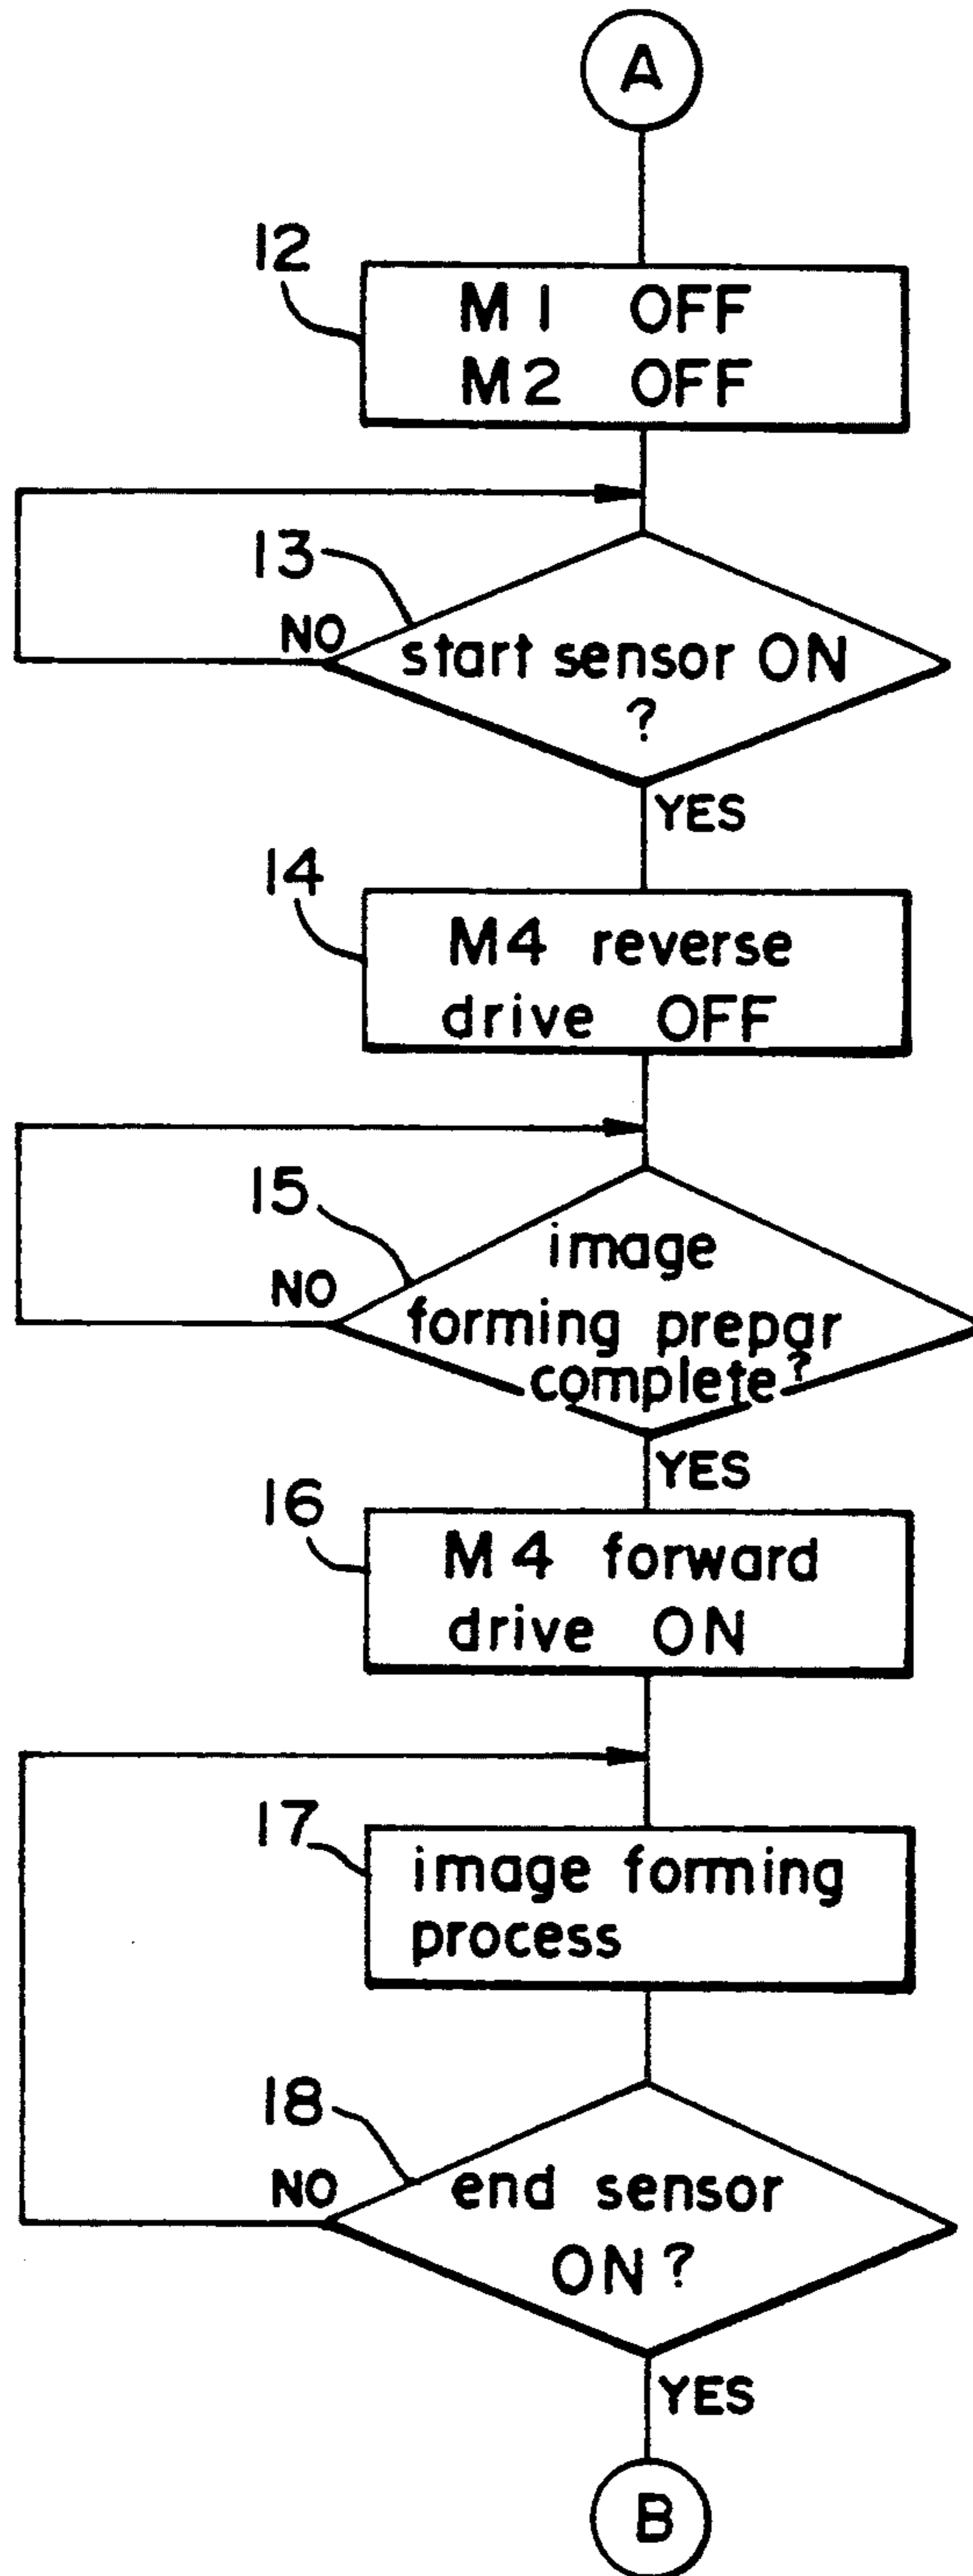 A
12
M1 OFF
M2 OFF
13
NO
start sensor ON
?
YES
14
M4 reverse
drive OFF
15
NO
image
forming prepar
complete?
YES
16
M4 forward
drive ON
17
image forming
process
18
NO
end sensor
ON?
YES
B